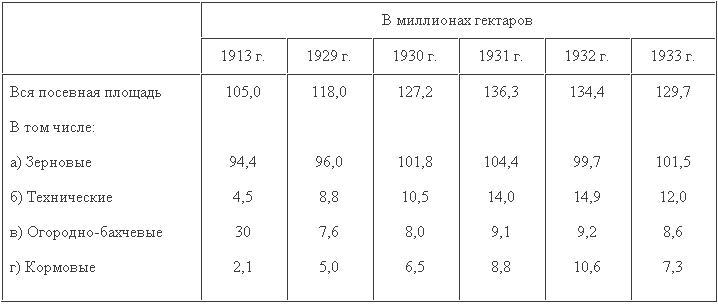 В миллионах гектаров
1913 г. 1929 г. 1930 г. 1931 г. 1932 г. 1933 г.
Вся посевная площадь 105,0 118,0 127,2 136,3 134,4 129,7
В том числе:
а) Зерновые 94,4 96,0 101,8 104,4 99,7 101,5
б) Технические 4,5 8,8 10,5 14,0 14,9 12,0
в) Огородно-бахчевые 30 7,6 8,0 9,1 9,2 8,6
г) Кормовые 2,1 5,0 6,5 8,8 10,6 7,3